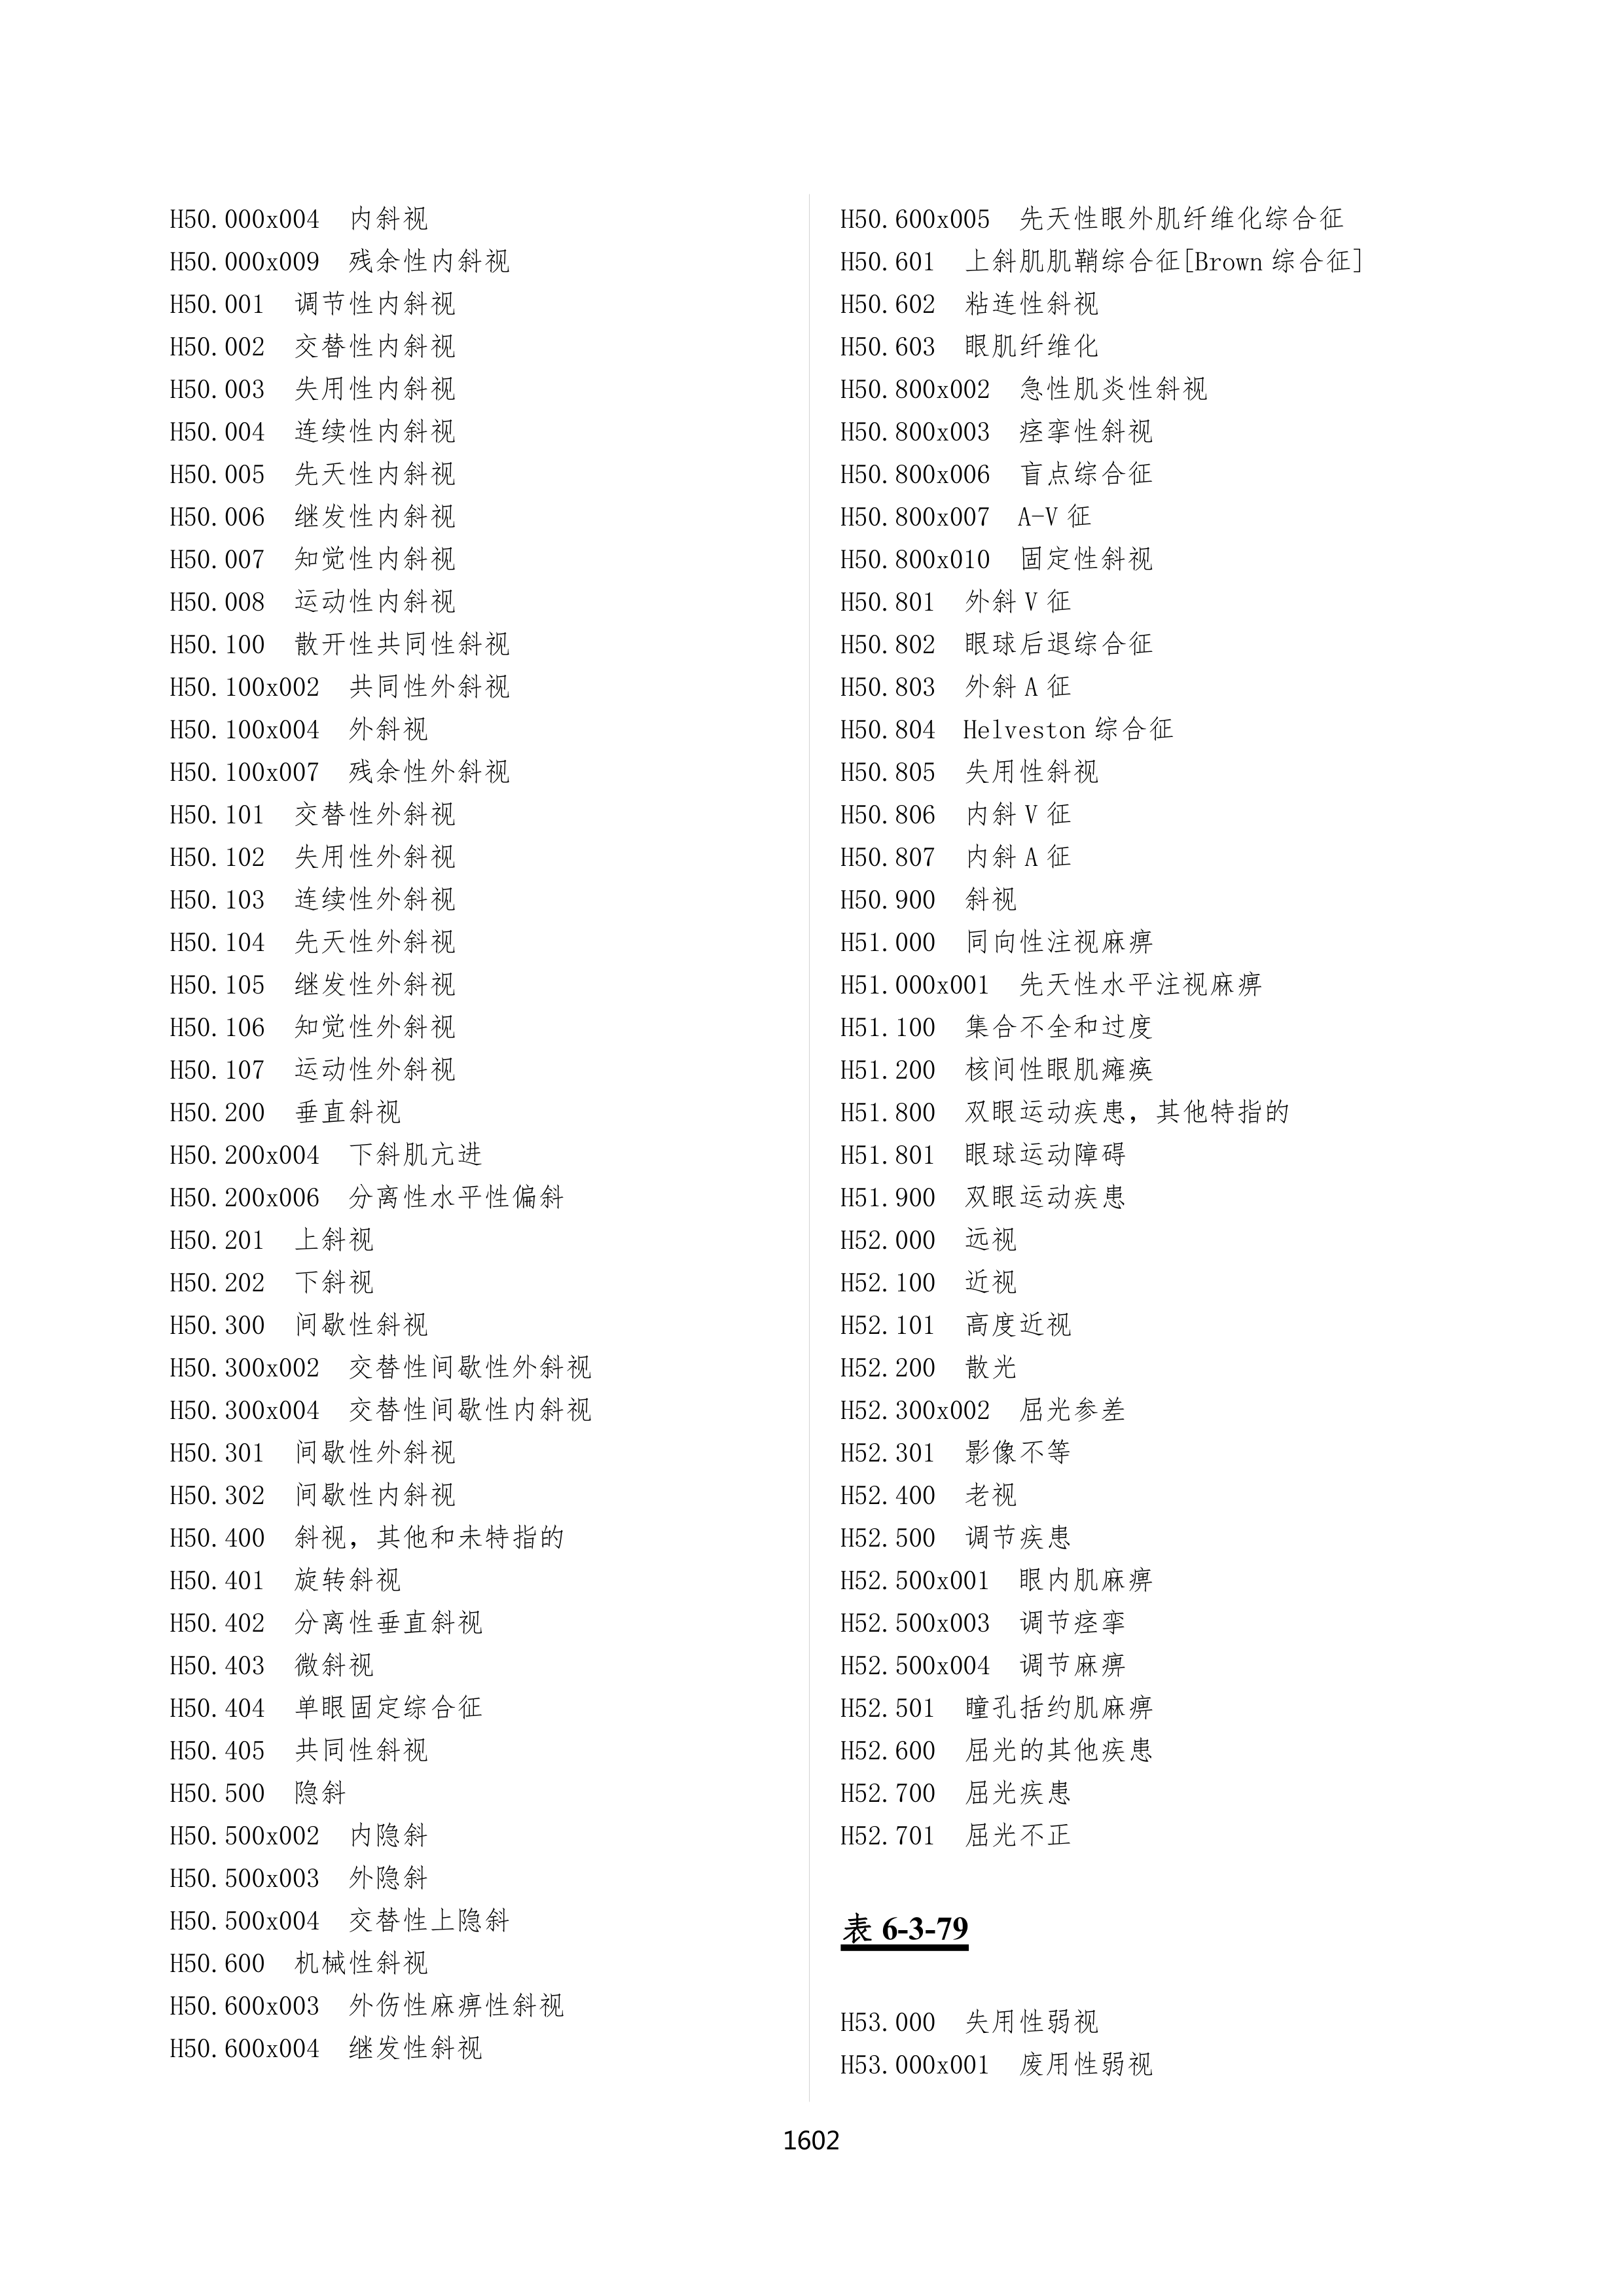 H50.000x004 内斜视
H50.000x009 残余性内斜视
H50.001 调节性内斜视
H50.002 交替性内斜视
H50.003 失用性内斜视
H50.004 连续性内斜视
H50.005 先天性内斜视
H50.006 继发性内斜视
H50.007 知觉性内斜视
H50.008 运动性内斜视
H50.100 散开性共同性斜视
H50.100x002 共同性外斜视
H50.100x004 外斜视
H50.100x007 残余性外斜视
H50.101 交替性外斜视
H50.102 失用性外斜视
H50.103 连续性外斜视
H50.104 先天性外斜视
H50.105 继发性外斜视
H50.106 知觉性外斜视
H50.107 运动性外斜视
H50.200 垂直斜视
H50.200x004 下斜肌亢进
H50.200x006 分离性水平性偏斜
H50.201 上斜视
H50.202 下斜视
H50.300 间歇性斜视
H50.300x002 交替性间歇性外斜视
H50.300x004 交替性间歇性内斜视
H50.301 间歇性外斜视
H50.302 间歇性内斜视
H50.400 斜视，其他和未特指的
H50.401 旋转斜视
H50.402 分离性垂直斜视
H50.403 微斜视
H50.404 单眼固定综合征
H50.405 共同性斜视
H50.500 隐斜
H50.500x002 内隐斜
H50.500x003 外隐斜
H50.500x004 交替性上隐斜
H50.600 机械性斜视
H50.600x003 外伤性麻痹性斜视
H50.600x004 继发性斜视
H50.600x005 先天性眼外肌纤维化综合征
H50.601 上斜肌肌鞘综合征[Brown综合征]
H50.602 粘连性斜视
H50.603 眼肌纤维化
H50.800x002 急性肌炎性斜视
H50.800x003 痉挛性斜视
H50.800x006 盲点综合征
H50.800x007 A-V征
H50.800x010 固定性斜视
H50.801 外斜V征
H50.802 眼球后退综合征
H50.803 外斜A征
H50.804 Helveston综合征
H50.805 失用性斜视
H50.806 内斜V征
H50.807 内斜A征
H50.900 斜视
H51.000 同向性注视麻痹
H51.000x001 先天性水平注视麻痹
H51.100 集合不全和过度
H51.200 核间性眼肌瘫痪
H51.800 双眼运动疾患，其他特指的
H51.801 眼球运动障碍
H51.900 双眼运动疾患
H52.000 远视
H52.100 近视
H52.101 高度近视
H52.200 散光
H52.300x002 屈光参差
H52.301 影像不等
H52.400 老视
H52.500 调节疾患
H52.500x001 眼内肌麻痹
H52.500x003 调节痉挛
H52.500x004 调节麻痹
H52.501 瞳孔括约肌麻痹
H52.600 屈光的其他疾患
H52.700 屈光疾患
H52.701 屈光不正
表 6-3-79
H53.000 失用性弱视
H53.000x001 废用性弱视
1602